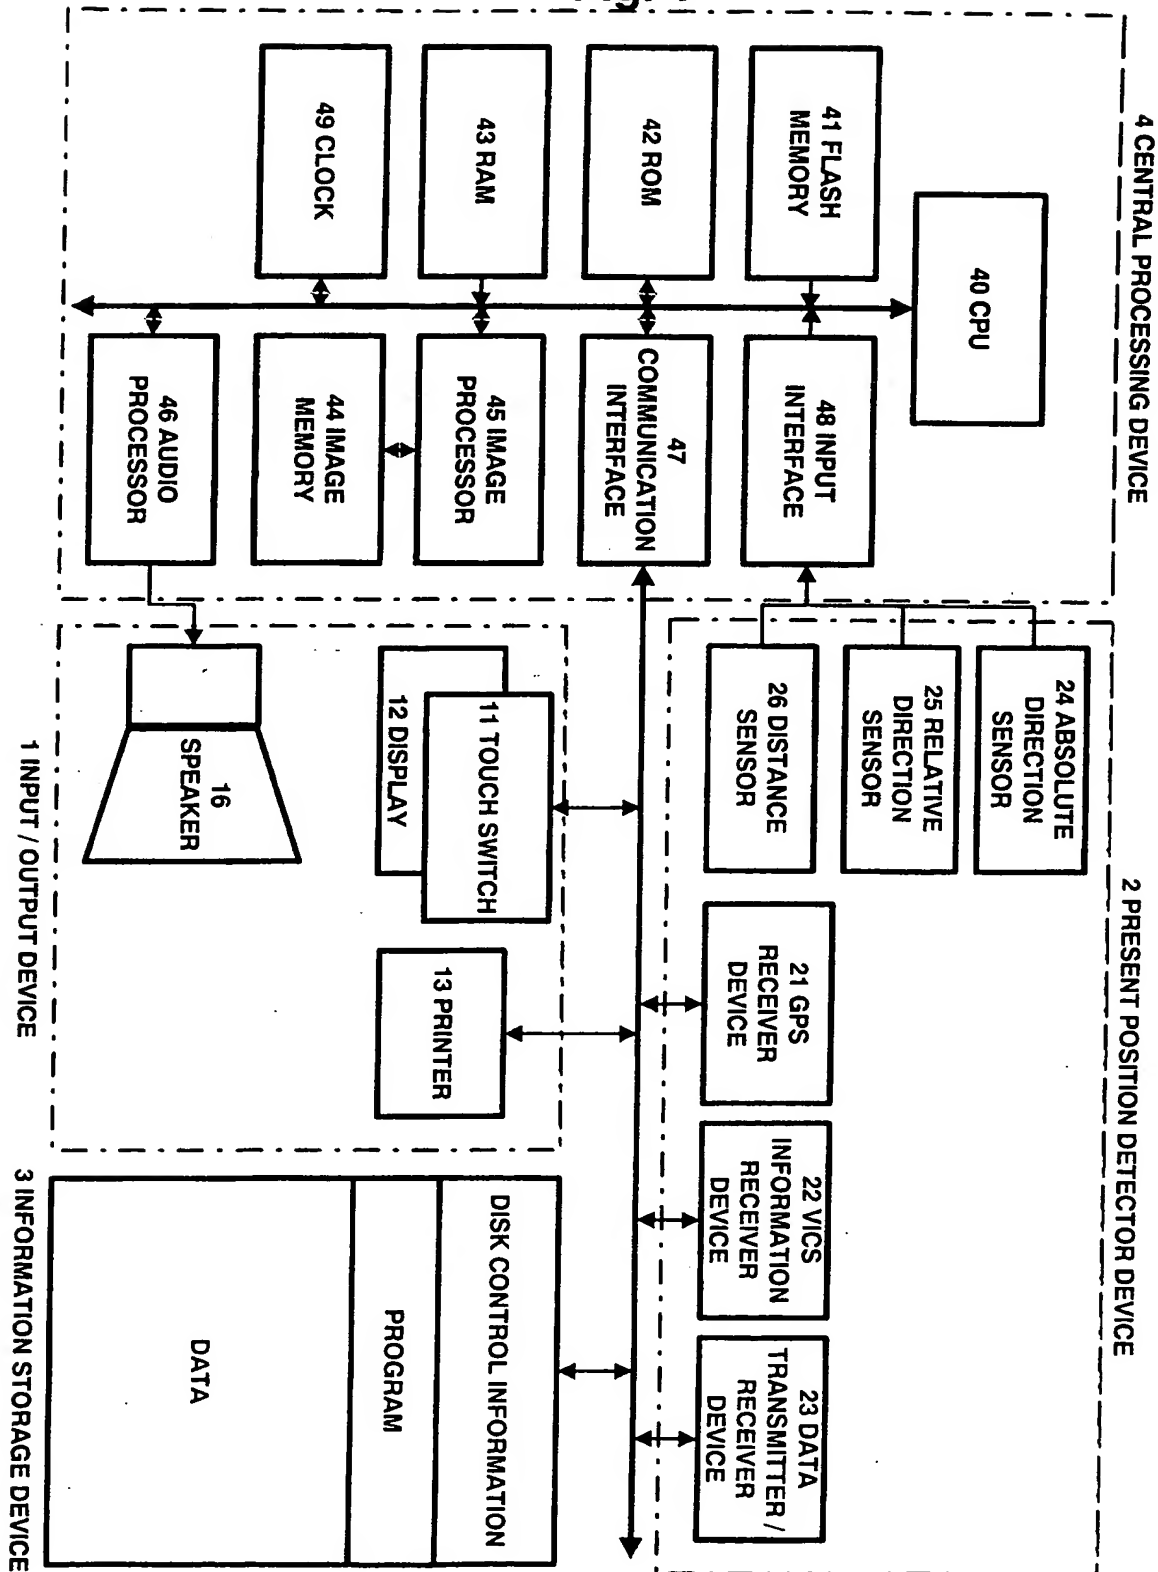 4 CENTRAL PROCESSING DEVICE
40 CPU
41 FLASH
MEMORY
48 INPUT
INTERFACE
42 ROM
47
COMMUNICATION
INTERFACE
43 RAM
45 IMAGE
PROCESSOR
49 CLOCK
44 IMAGE
MEMORY
46 AUDIO
PROCESSOR
2 PRESENT POSITION DETECTOR DEVICE
24 ABSOLUTE
DIRECTION
SENSOR
25 RELATIVE
DIRECTION
SENSOR
26 DISTANCE
SENSOR
21 GPS
RECEIVER
DEVICE
22 VICS
INFORMATION
RECEIVER
DEVICE
23 DATA
TRANSMITTER /
RECEIVER
DEVICE
11 TOUCH SWITCH
12 DISPLAY
13 PRINTER
16
SPEAKER
1 INPUT / OUTPUT DEVICE
DISK CONTROL INFORMATION
PROGRAM
DATA
3 INFORMATION STORAGE DEVICE